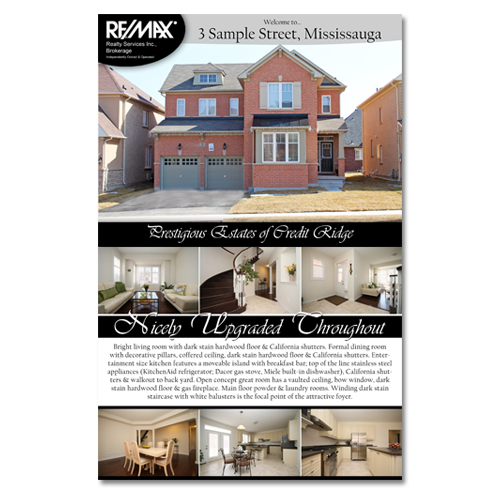 RE/MAX®
Realty Services Inc.,
Brokerage
Independently Owned & Operated
Welcome to...
3 Sample Street, Mississauga
Prestigious Estates of Credit Ridge
Nicely Upgraded Throughout
Bright living room with dark stain hardwood floor & California shutters. Formal dining room
with decorative pillars, coffered ceiling, dark stain hardwood floor & California shutters. Enter-
tainment size kitchen features a moveable island with breakfast bar, top of the line stainless steel
appliances (KitchenAid refrigerator; Dacor gas stove, Miele built-in dishwasher), California shut-
ters & walkout to back yard. Open concept great room has a vaulted ceiling, bow window, dark
stain hardwood floor & gas fireplace. Main floor powder & laundry rooms. Winding dark stain
staircase with white balusters is the focal point of the attractive foyer.